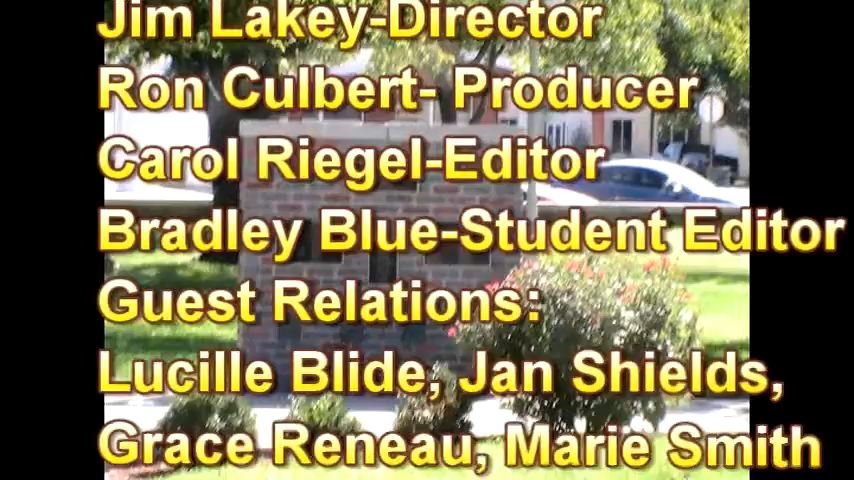 Jim Lakey-Director
Ron Culbert- Producer
Carol Riegel-Editor
Bradley Blue-Student Editor
Guest Relations:
Lucille Blide, Jan Shields,
Grace Reneau, Marie Smith